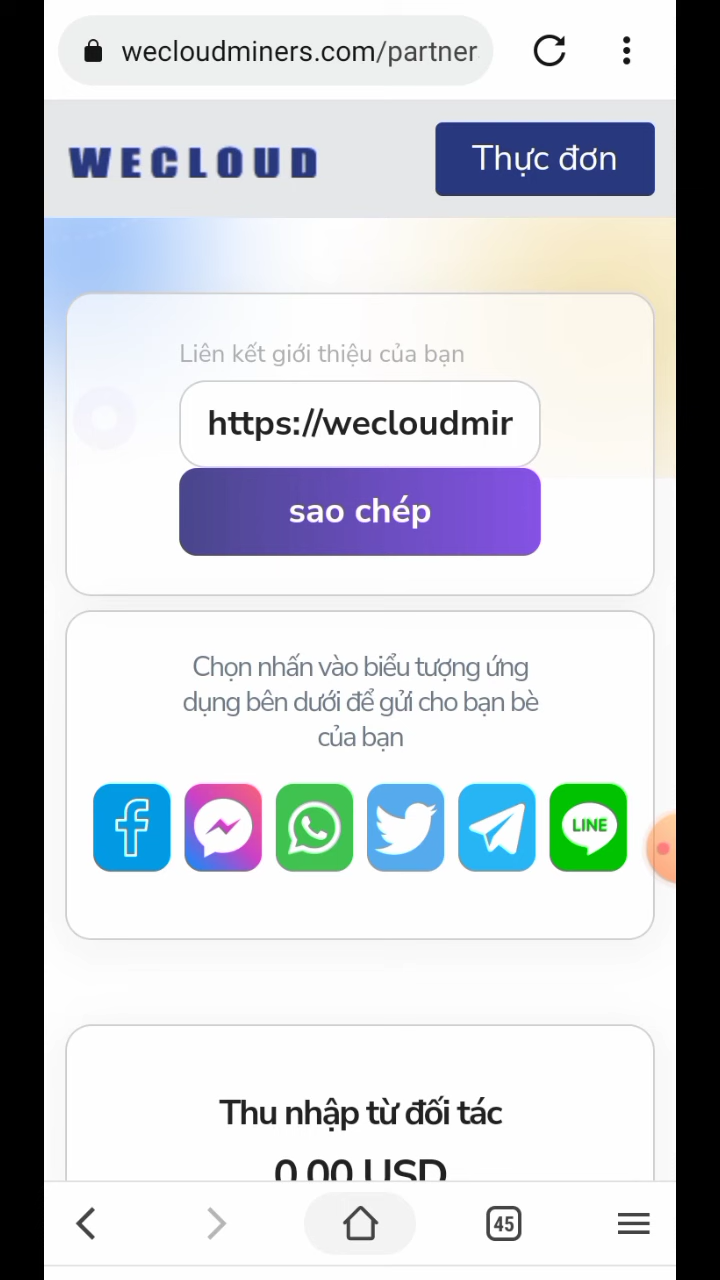 wecloudminers.com/partner
WECLOUD
Thực đơn
Liên kết giới thiệu của bạn
https://wecloudmir
sao chép
Chọn nhấn vào biểu tượng ứng
dụng bên dưới để gửi cho bạn bè
của bạn
LINE
Thu nhập từ đối tác
0.00 USD
45